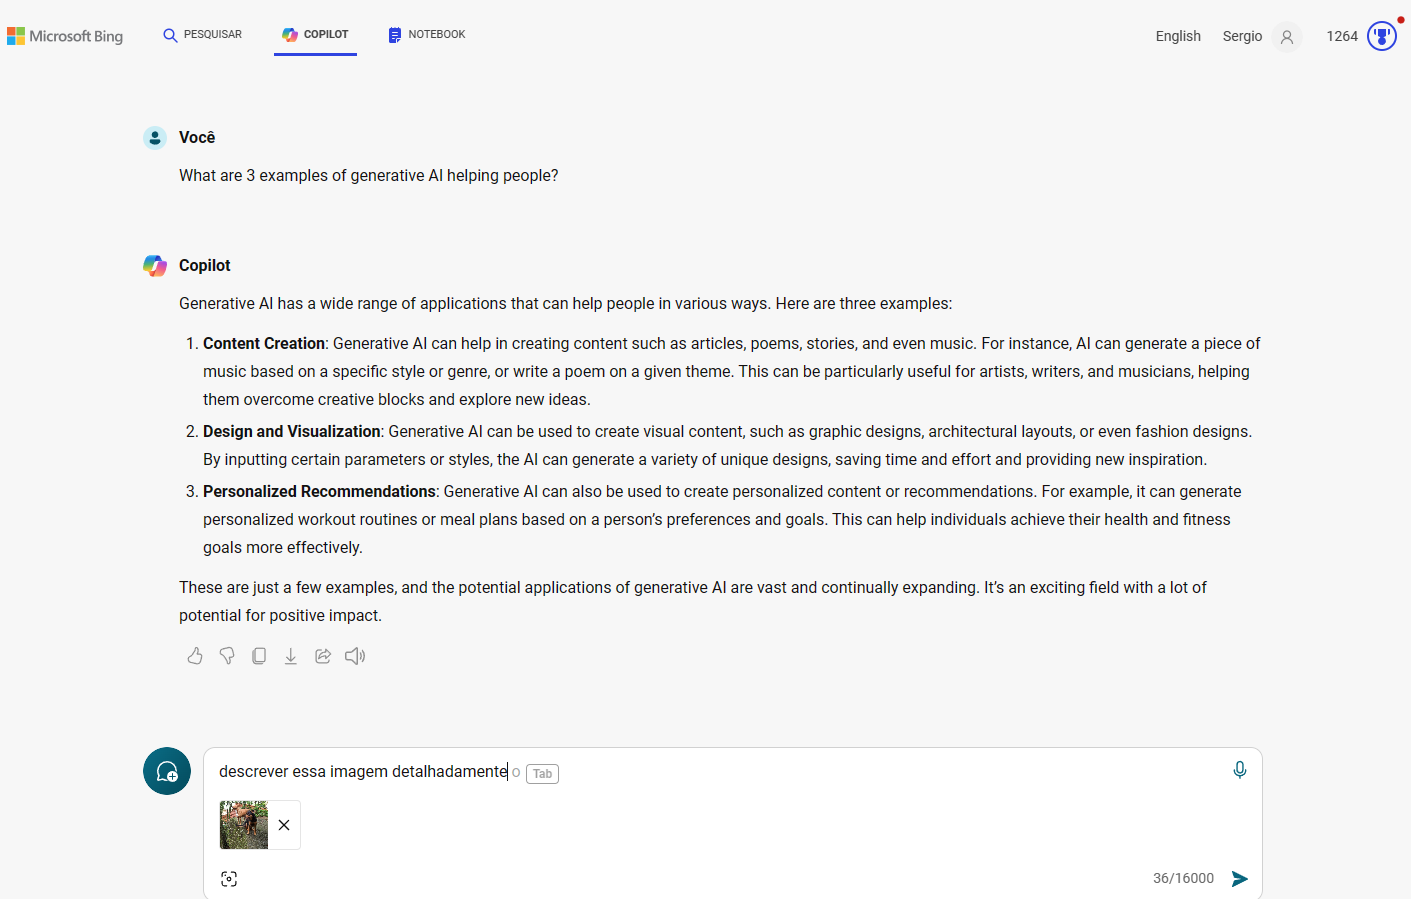 Microsoft Bing PESQUISAR COPILOT NOTEBOOK English Sergio 1264
Você
What are 3 examples of generative AI helping people?
Copilot
Generative AI has a wide range of applications that can help people in various ways. Here are three examples:
1. Content Creation: Generative AI can help in creating content such as articles, poems, stories, and even music. For instance, AI can generate a piece of
music based on a specific style or genre, or write a poem on a given theme. This can be particularly useful for artists, writers, and musicians, helping
them overcome creative blocks and explore new ideas.
2. Design and Visualization: Generative AI can be used to create visual content, such as graphic designs, architectural layouts, or even fashion designs.
By inputting certain parameters or styles, the AI can generate a variety of unique designs, saving time and effort and providing new inspiration.
3. Personalized Recommendations: Generative AI can also be used to create personalized content or recommendations. For example, it can generate
personalized workout routines or meal plans based on a person’s preferences and goals. This can help individuals achieve their health and fitness
goals more effectively.
These are just a few examples, and the potential applications of generative AI are vast and continually expanding. It’s an exciting field with a lot of
potential for positive impact.
descrever essa imagem detalhadamente o Tab
36/16000